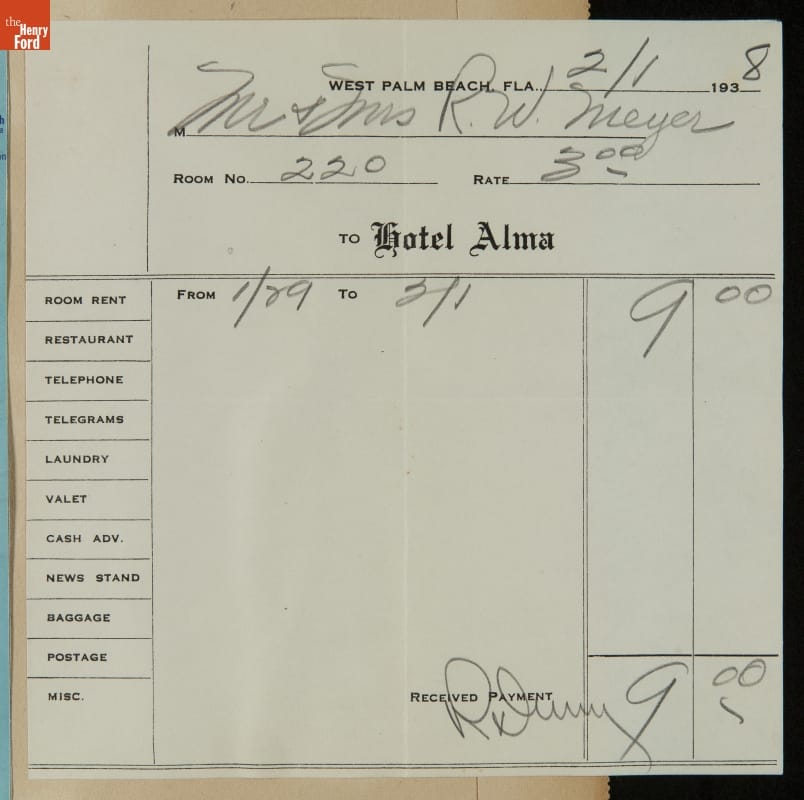 the
Henry
Ford
WEST PALM BEACH, FLA., 2/1 1938
M Mr & Mrs R. W. Meyer
ROOM NO. 220 RATE 3 00
TO Hotel Alma
ROOM RENT FROM 1/29 TO 2/1 9 00
RESTAURANT
TELEPHONE
TELEGRAMS
LAUNDRY
VALET
CASH ADV.
NEWS STAND
BAGGAGE
POSTAGE
MISC. RECEIVED PAYMENT 9 00